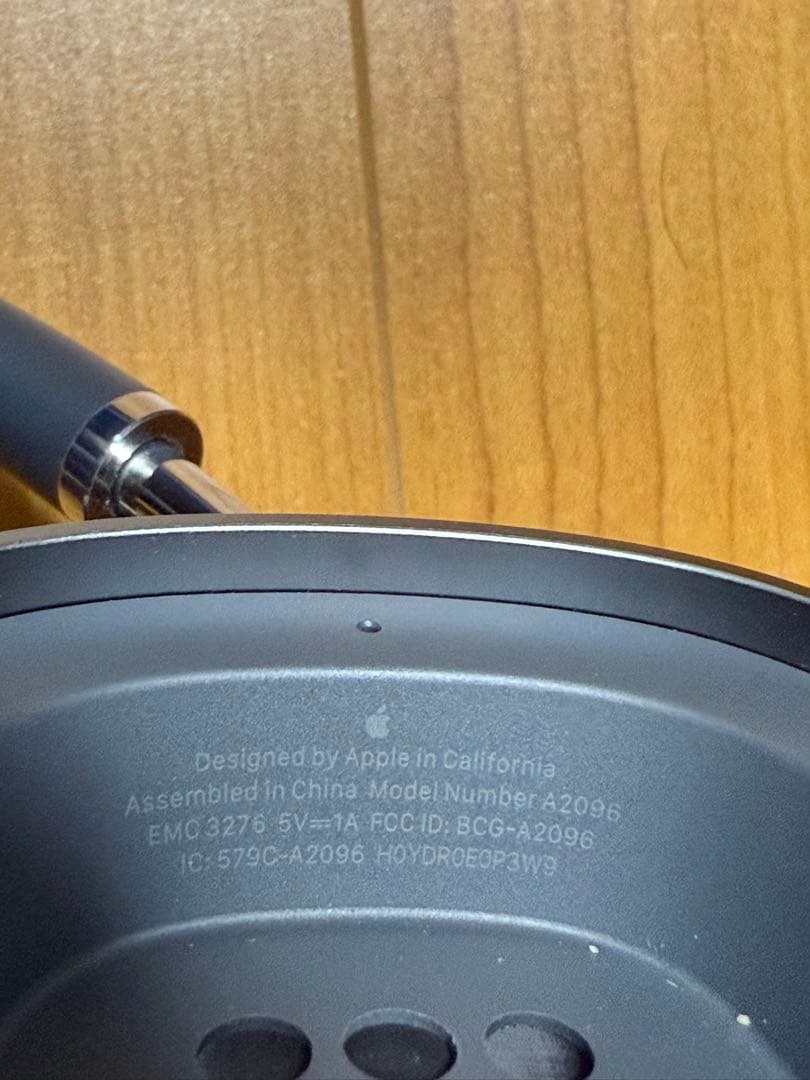 Designed by Apple in California
Assembled in China Model Number A2096
EMC 3276 5V⎓1A FCC ID: BCG-A2096
IC: 579C-A2096 H0YDR0E0P3W9